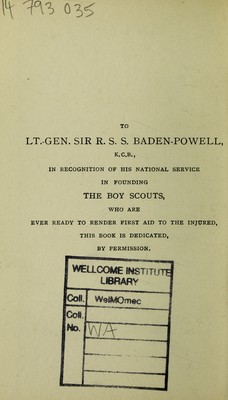 14 793 035
TO
LT.-GEN. SIR R. S. S. BADEN-POWELL,
K.C.B.,
IN RECOGNITION OF HIS NATIONAL SERVICE
IN FOUNDING
THE BOY SCOUTS,
WHO ARE
EVER READY TO RENDER FIRST AID TO THE INJURED,
THIS BOOK IS DEDICATED,
BY PERMISSION.
WELLCOME INSTITUTE
LIBRARY
Coll. WelMOmec
Coll.
No. WA